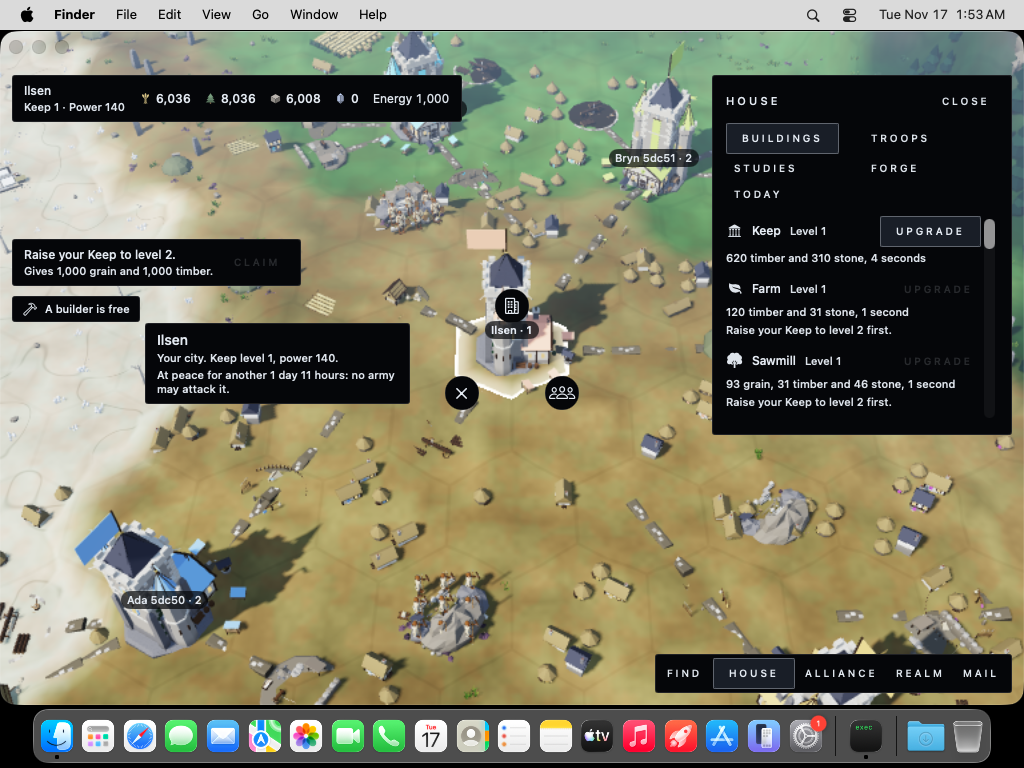 Finder File Edit View Go Window Help
Tue Nov 17 1:53 AM
Ilsen
Keep 1 · Power 140
6,036 8,036 6,008 0 Energy 1,000
Bryn 5dc51 · 2
HOUSE CLOSE
BUILDINGS TROOPS
STUDIES FORGE
TODAY
Keep Level 1 UPGRADE
620 timber and 310 stone, 4 seconds
Farm Level 1 UPGRADE
120 timber and 31 stone, 1 second
Raise your Keep to level 2 first.
Sawmill Level 1 UPGRADE
93 grain, 31 timber and 46 stone, 1 second
Raise your Keep to level 2 first.
Raise your Keep to level 2.
Gives 1,000 grain and 1,000 timber.
CLAIM
A builder is free
Ilsen · 1
Ilsen
Your city. Keep level 1, power 140.
At peace for another 1 day 11 hours: no army
may attack it.
Ada 5dc50 · 2
FIND HOUSE ALLIANCE REALM MAIL
Tue
17
tv
1
exec